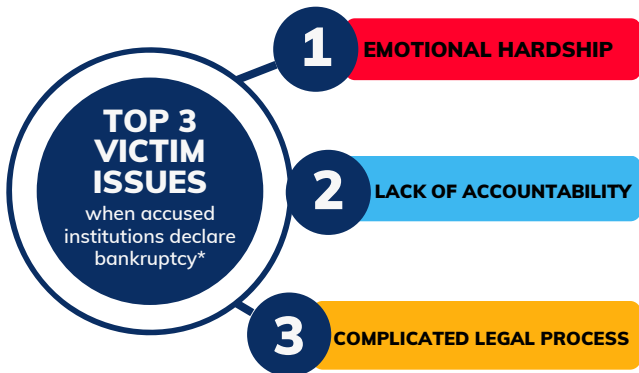 TOP 3
VICTIM
ISSUES
when accused
institutions declare
bankruptcy*
1
EMOTIONAL HARDSHIP
2
LACK OF ACCOUNTABILITY
3
COMPLICATED LEGAL PROCESS